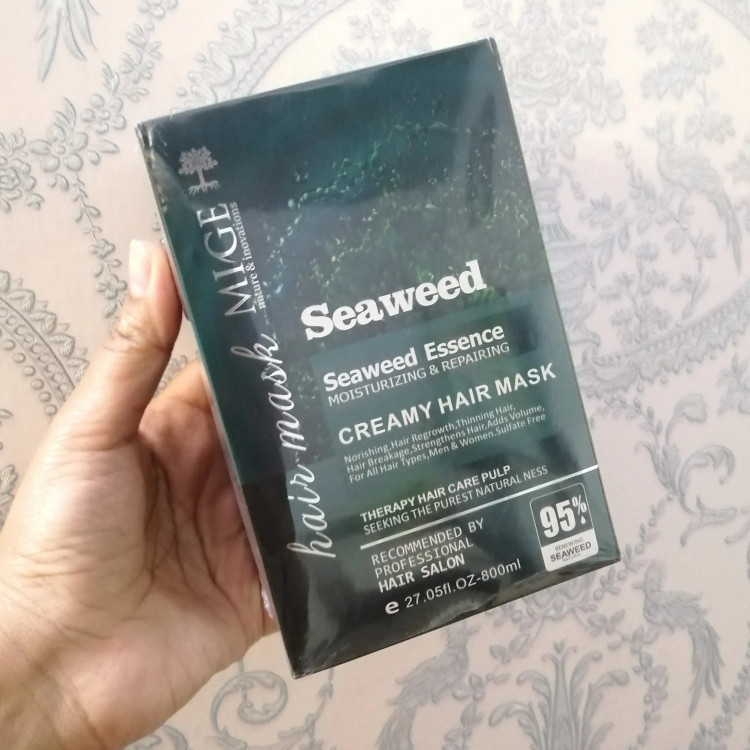 MIGE
nature & inovations
hair mask
Seaweed
Seaweed Essence
MOISTURIZING & REPAIRING
CREAMY HAIR MASK
Norishing,Hair Regrowth,Thinning Hair,
Hair Breakage,Strengthens Hair,Adds Volume,
For All Hair Types,Men & Women.Sulfate Free
THERAPY HAIR CARE PULP
SEEKING THE PUREST NATURAL NESS
RECOMMENDED BY
PROFESSIONAL
HAIR SALON
e 27.05fl.OZ-800ml
95%
RENEWING
SEAWEED